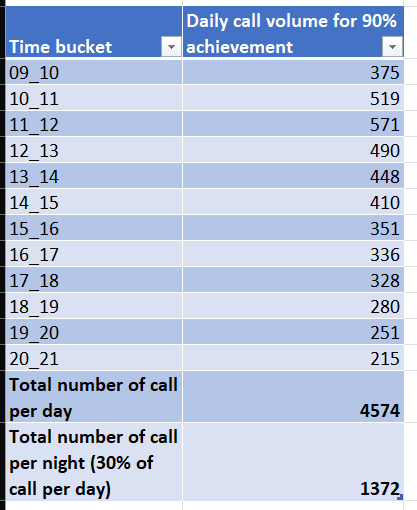 Daily call volume for 90%
Time bucket achievement
09_10 375
10_11 519
11_12 571
12_13 490
13_14 448
14_15 410
15_16 351
16_17 336
17_18 328
18_19 280
19_20 251
20_21 215
Total number of call
per day 4574
Total number of call
per night (30% of
call per day) 1372